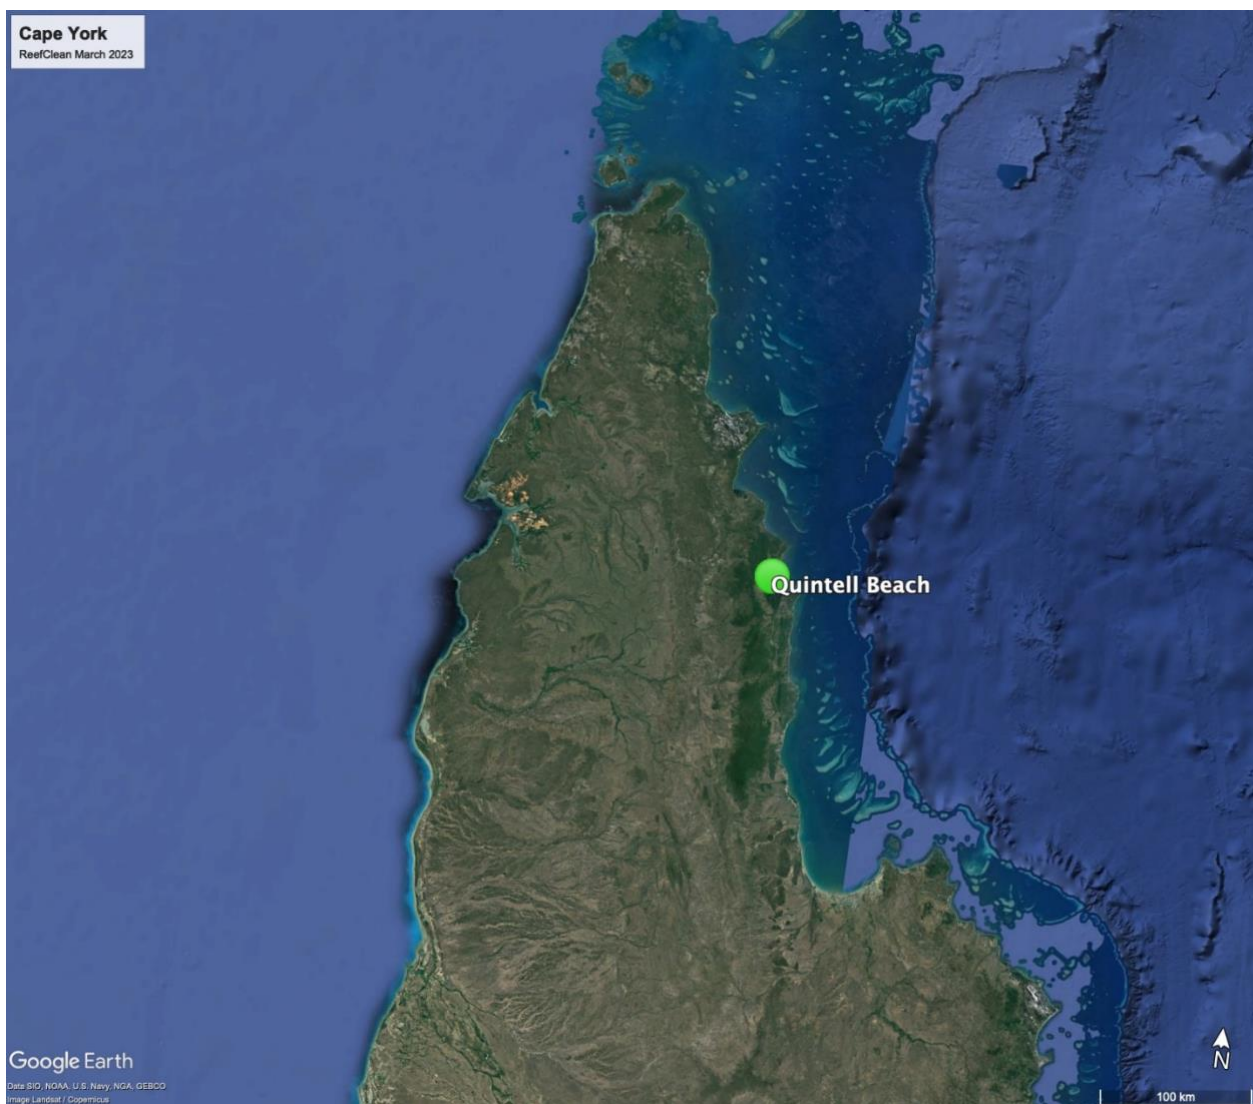 Cape York
ReefClean March 2023
Quintell Beach
Google Earth
Data SIO, NOAA, U.S. Navy, NGA, GEBCO
Image Landsat / Copernicus
N
100 km